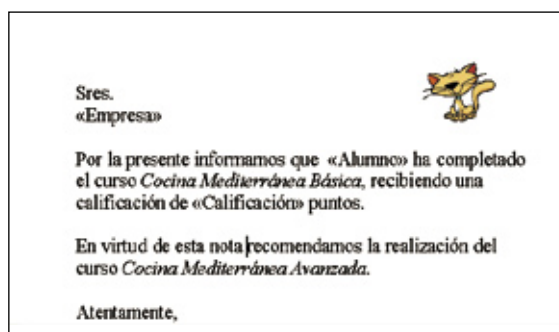 Sres.
«Empresa»
Por la presente informamos que «Alumno» ha completado
el curso Cocina Mediterránea Básica, recibiendo una
calificación de «Calificación» puntos.
En virtud de esta nota recomendamos la realización del
curso Cocina Mediterránea Avanzada.
Atentamente,